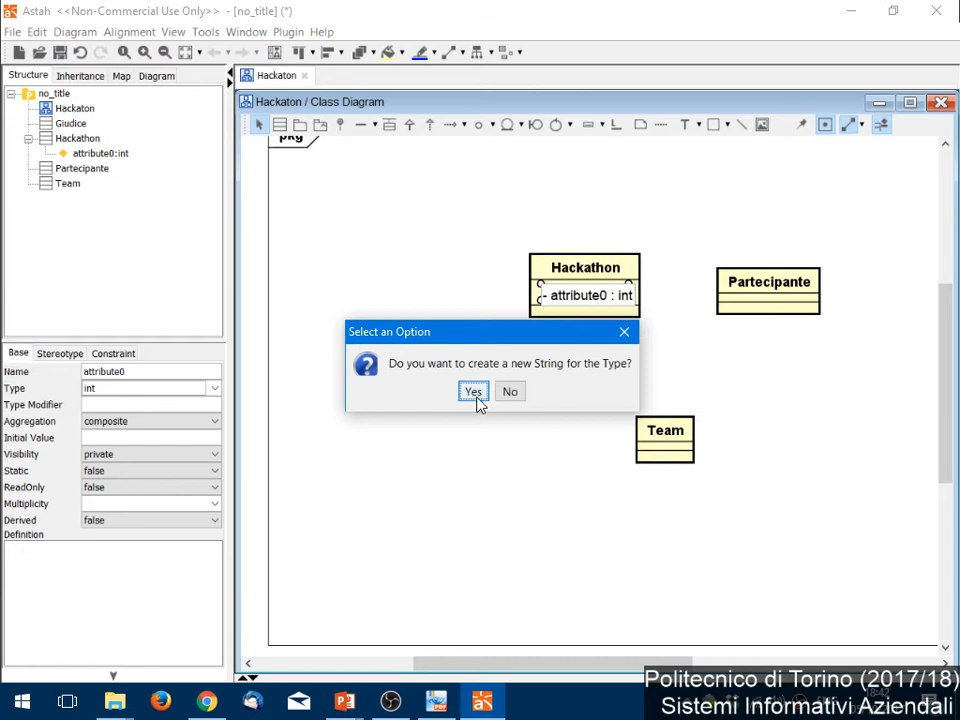 Astah <<Non-Commercial Use Only>> - [no_title] (*)
File Edit Diagram Alignment View Tools Window Plugin Help
Structure Inheritance Map Diagram
no_title
Hackaton
Giudice
Hackathon
attribute0:int
Partecipante
Team
Base Stereotype Constraint
Name attribute0
Type int
Type Modifier
Aggregation composite
Initial Value
Visibility private
Static false
ReadOnly false
Multiplicity
Derived false
Definition
Hackaton
Hackaton / Class Diagram
pkg
Hackathon
- attribute0 : int
Partecipante
Select an Option
Do you want to create a new String for the Type?
Yes No
Team
Politecnico di Torino (2017/18)
Sistemi Informativi Aziendali